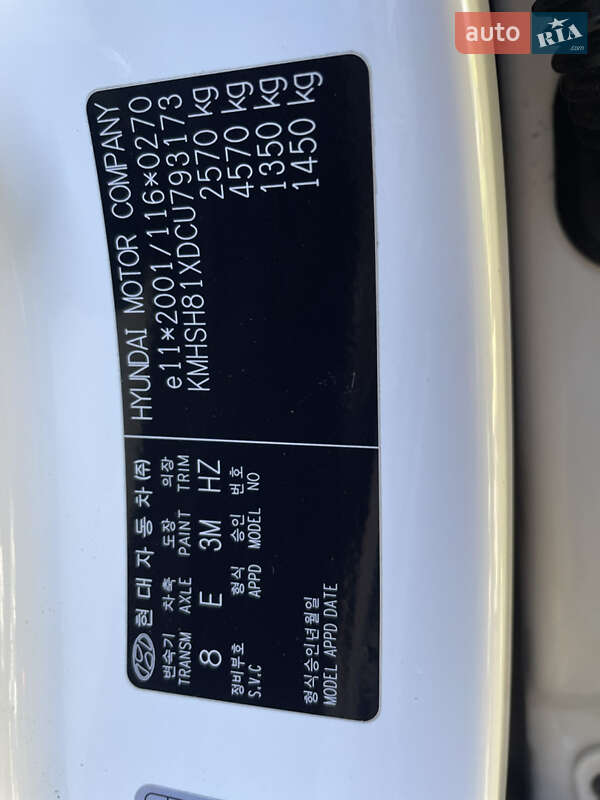 현대자동차(주) HYUNDAI MOTOR COMPANY
변속기 차축 도장 의장 e11*2001/116*0270
TRANSM AXLE PAINT TRIM KMHSH81XDCU793173
8 E 3M HZ 2570 kg
정비부호 형식 승인 번호 4570 kg
S.V.C APPD MODEL NO 1350 kg
1450 kg
형식승인년월일
MODEL APPD DATE
auto RIA.com